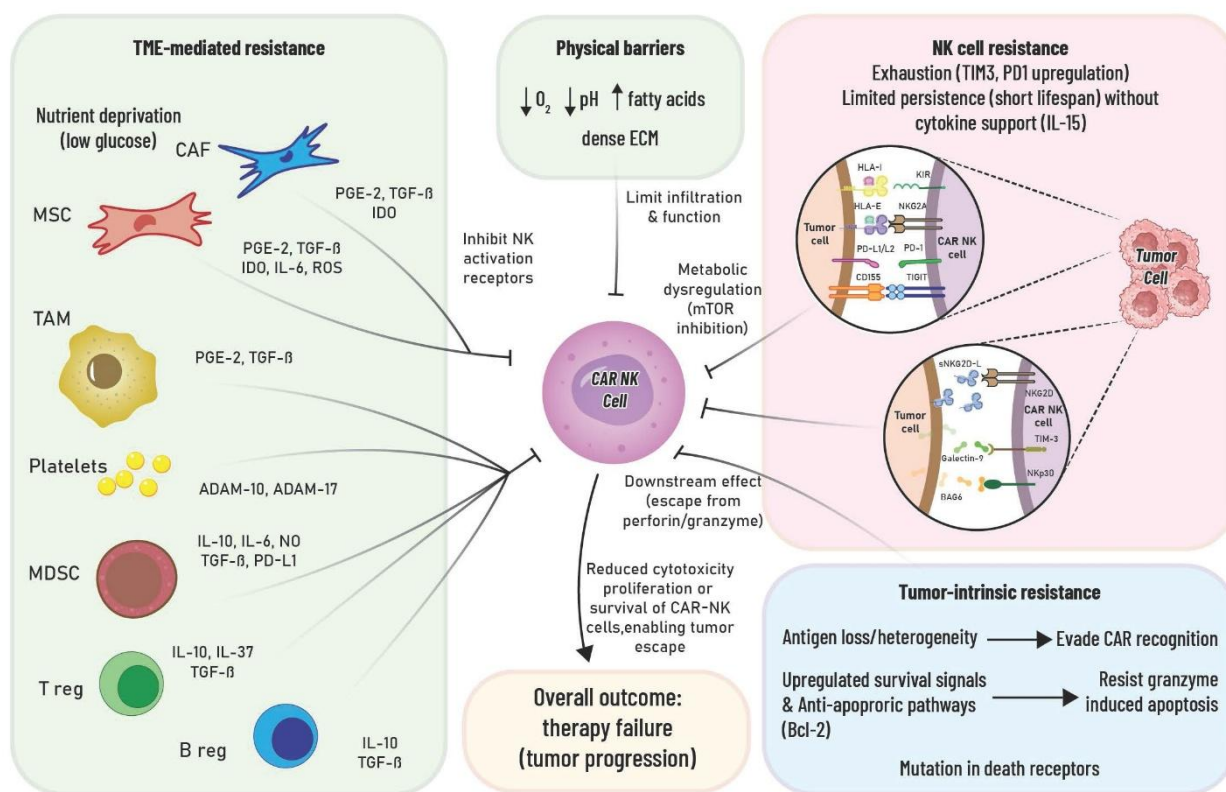 TME-mediated resistance
Nutrient deprivation
(low glucose)
CAF
PGE-2, TGF-ß
IDO
MSC
PGE-2, TGF-ß
IDO, IL-6, ROS
TAM
PGE-2, TGF-ß
Platelets
ADAM-10, ADAM-17
MDSC
IL-10, IL-6, NO
TGF-ß, PD-L1
T reg
IL-10, IL-37
TGF-ß
B reg
IL-10
TGF-ß
Physical barriers
↓ O₂ ↓ pH ↑ fatty acids
dense ECM
Limit infiltration
& function
Inhibit NK
activation
receptors
Metabolic
dysregulation
(mTOR
inhibition)
CAR NK
Cell
Downstream effect
(escape from
perforin/granzyme)
Reduced cytotoxicity
proliferation or
survival of CAR-NK
cells,enabling tumor
escape
Overall outcome:
therapy failure
(tumor progression)
NK cell resistance
Exhaustion (TIM3, PD1 upregulation)
Limited persistence (short lifespan) without
cytokine support (IL-15)
HLA-I
KIR
HLA-E
NKG2A
Tumor
cell
PD-L1/L2
PD-1
CAR NK
cell
CD155
TIGIT
Tumor
Cell
sNKG2D-L
NKG2D
Tumor
cell
CAR NK
cell
TIM-3
Galectin-9
NKp30
BAG6
Tumor-intrinsic resistance
Antigen loss/heterogeneity
Evade CAR recognition
Upregulated survival signals
& Anti-apoproric pathways
(Bcl-2)
Resist granzyme
induced apoptosis
Mutation in death receptors